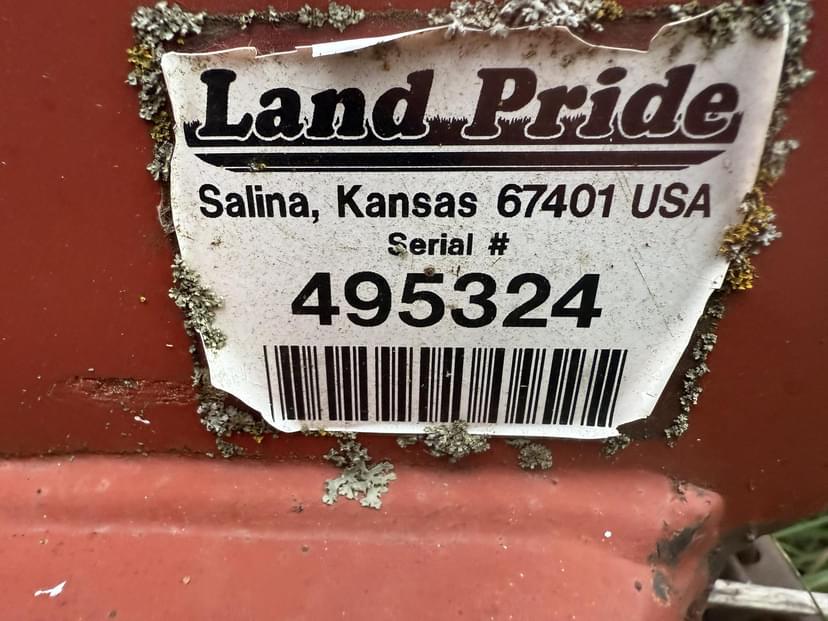 Land Pride
Salina, Kansas 67401 USA
Serial #
495324